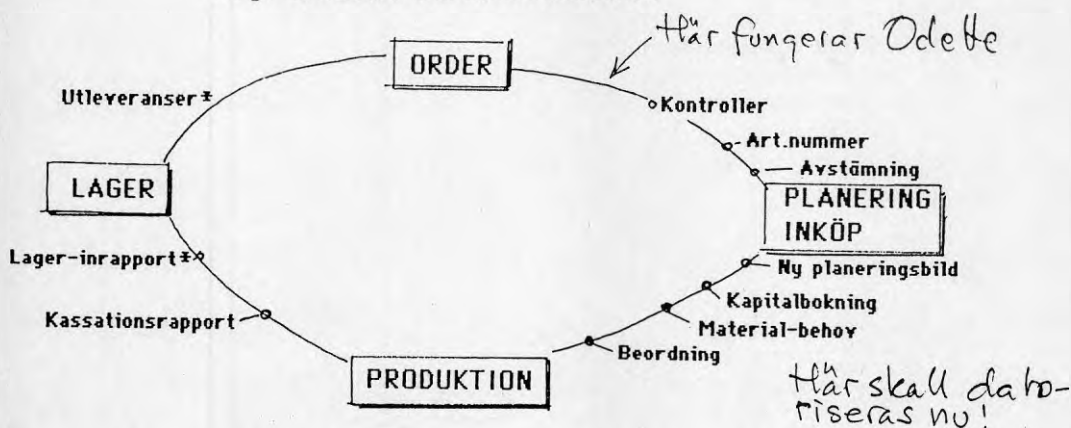 Här fungerar Odette
ORDER
Utleveranser*
Kontroller
Art.nummer
Avstämning
LAGER
PLANERING
INKÖP
Lager-inrapport*
Ny planeringsbild
Kapitalbokning
Kassationsrapport
Material-behov
Beordning
PRODUKTION
Här skall dato-
riseras nu!